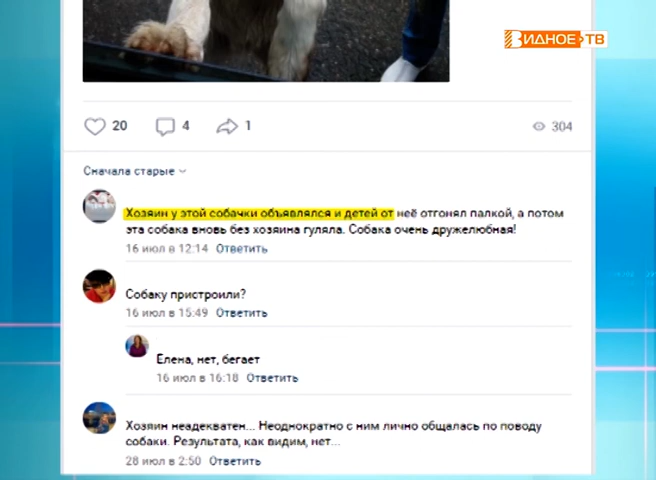 ВИДНОЕ-ТВ
20 4 1 304
Сначала старые
Хозяин у этой собачки объявлялся и детей от неё отгонял палкой, а потом
эта собака вновь без хозяина гуляла. Собака очень дружелюбная!
16 июл в 12:14 Ответить
Собаку пристроили?
16 июл в 15:49 Ответить
Елена, нет, бегает
16 июл в 16:18 Ответить
Хозяин неадекватен... Неоднократно с ним лично общалась по поводу
собаки. Результата, как видим, нет...
28 июл в 2:50 Ответить